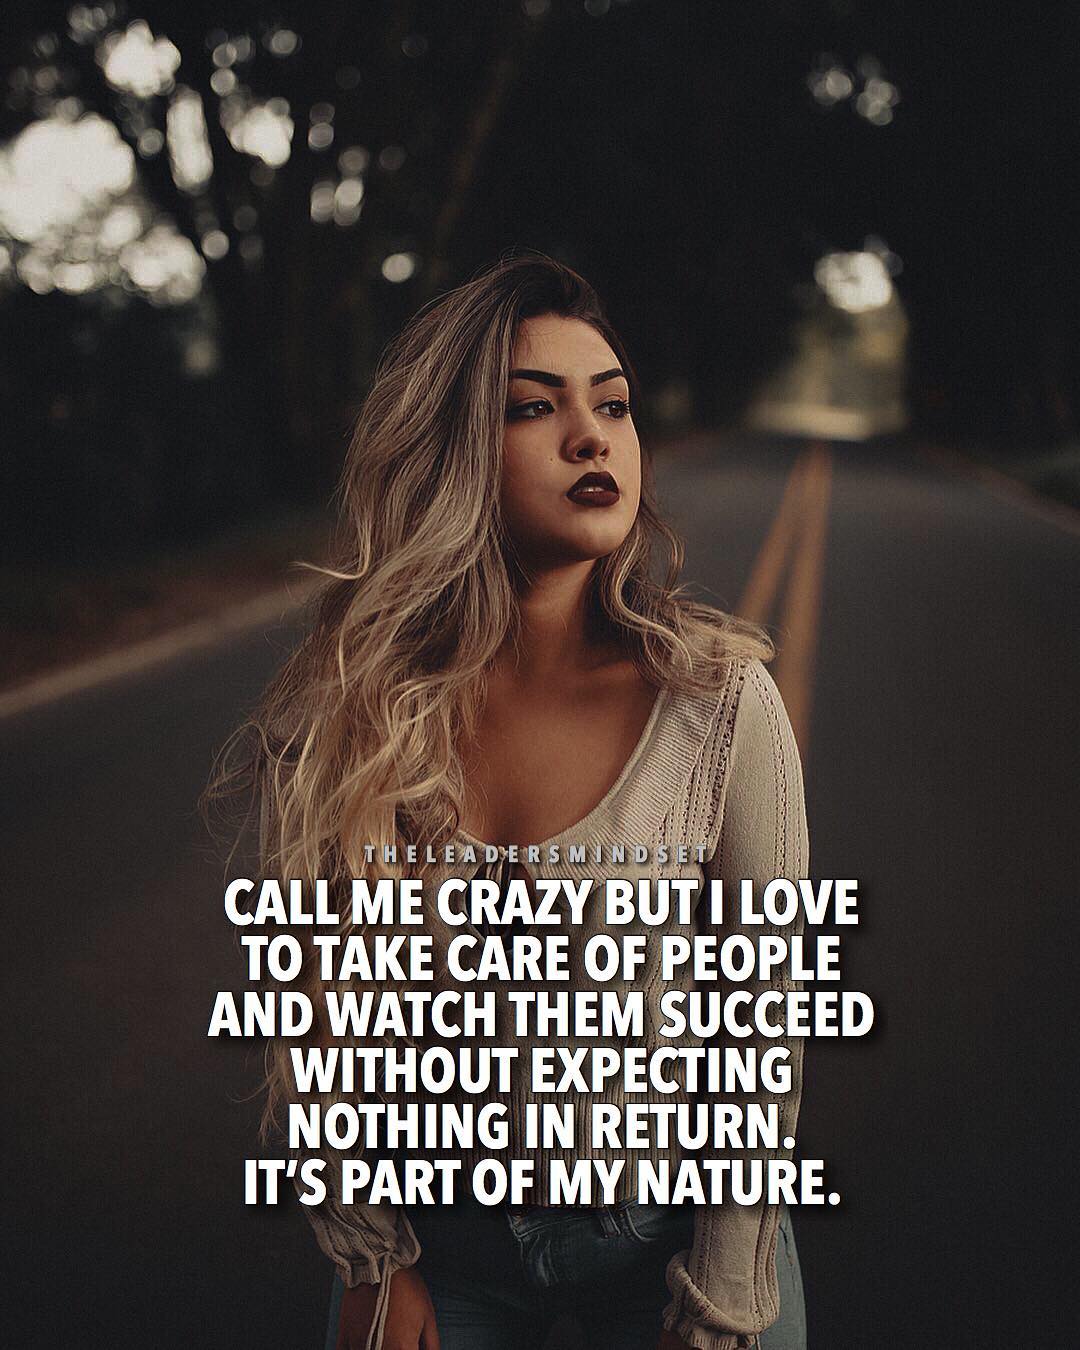 THELEADERSMINDSET
CALL ME CRAZY BUT I LOVE
TO TAKE CARE OF PEOPLE
AND WATCH THEM SUCCEED
WITHOUT EXPECTING
NOTHING IN RETURN.
IT'S PART OF MY NATURE.